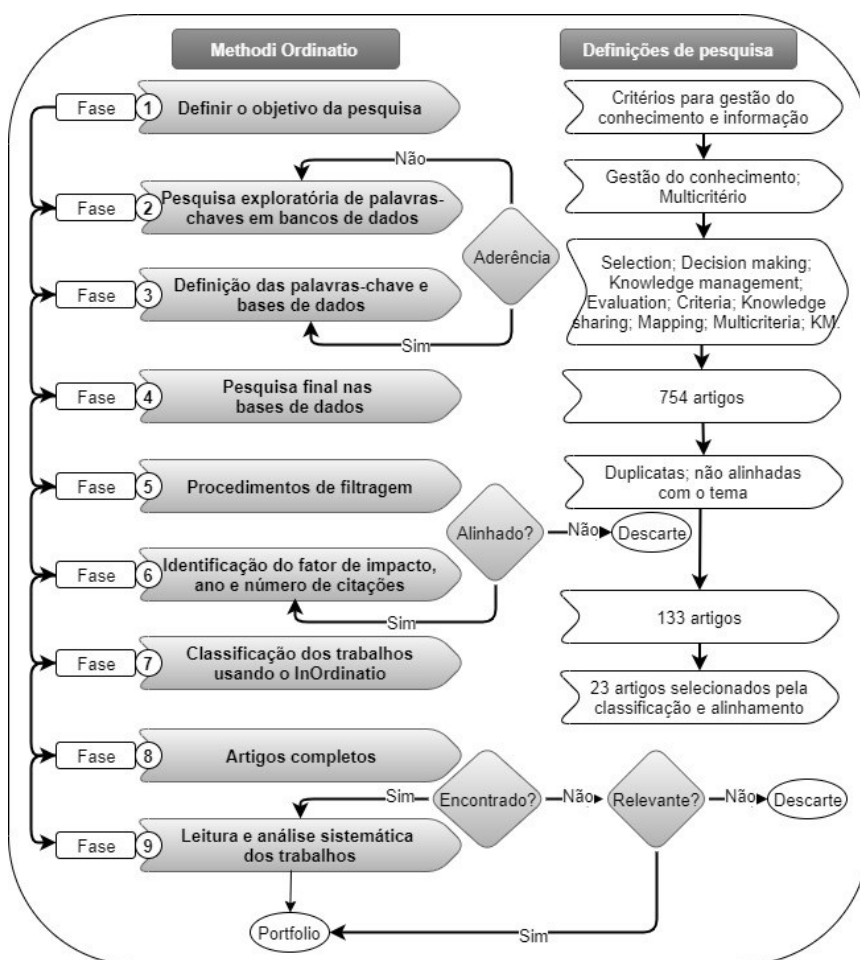 Methodi Ordinatio
Definições de pesquisa
Fase
1
Definir o objetivo da pesquisa
Critérios para gestão do
conhecimento e informação
Não
Fase
2
Pesquisa exploratória de palavras-
chaves em bancos de dados
Gestão do conhecimento;
Multicritério
Aderência
Fase
3
Definição das palavras-chave e
bases de dados
Selection; Decision making;
Knowledge management;
Evaluation; Criteria; Knowledge
sharing; Mapping; Multicriteria; KM.
Sim
Fase
4
Pesquisa final nas
bases de dados
754 artigos
Fase
5
Procedimentos de filtragem
Duplicatas; não alinhadas
com o tema
Alinhado?
Não
Descarte
Fase
6
Identificação do fator de impacto,
ano e número de citações
Sim
133 artigos
Fase
7
Classificação dos trabalhos
usando o InOrdinatio
23 artigos selecionados pela
classificação e alinhamento
Fase
8
Artigos completos
Sim
Encontrado?
Não
Relevante?
Não
Descarte
Fase
9
Leitura e análise sistemática
dos trabalhos
Portfolio
Sim